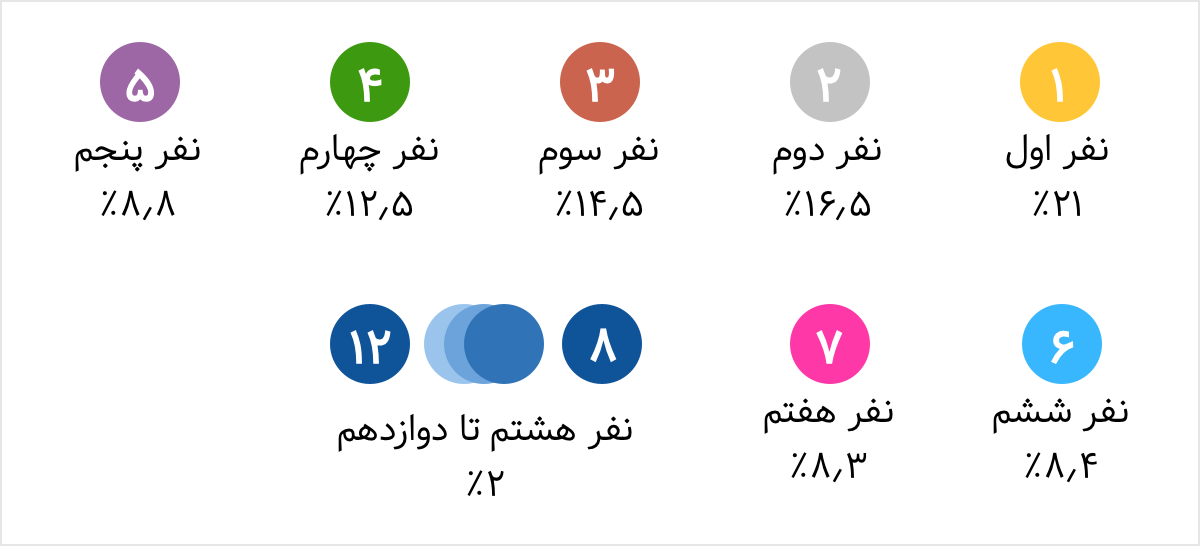 ۱
نفر اول
٪۲۱
۲
نفر دوم
٪۱۶٫۵
۳
نفر سوم
٪۱۴٫۵
۴
نفر چهارم
٪۱۲٫۵
۵
نفر پنجم
٪۸٫۸
۶
نفر ششم
٪۸٫۴
۷
نفر هفتم
٪۸٫۳
۸
۱۲
نفر هشتم تا دوازدهم
٪۲